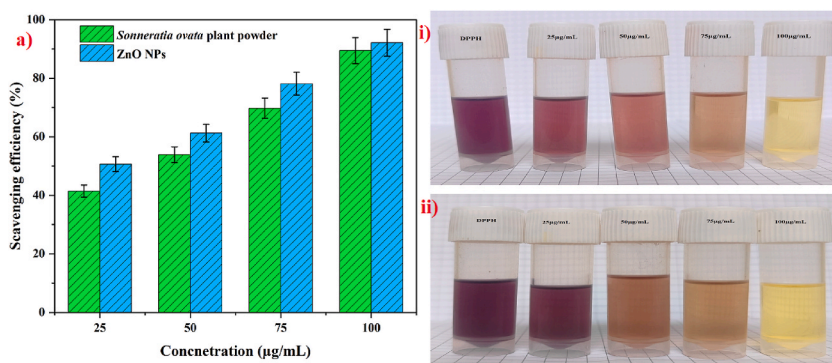 a)
Sonneratia ovata plant powder
ZnO NPs
Scavenging efficiency (%)
100
80
60
40
20
0
25
50
75
100
Concnetration (µg/mL)
i)
DPPH
25µg/mL
50µg/mL
75µg/mL
100µg/mL
ii)
DPPH
25µg/mL
50µg/mL
75µg/mL
100µg/mL